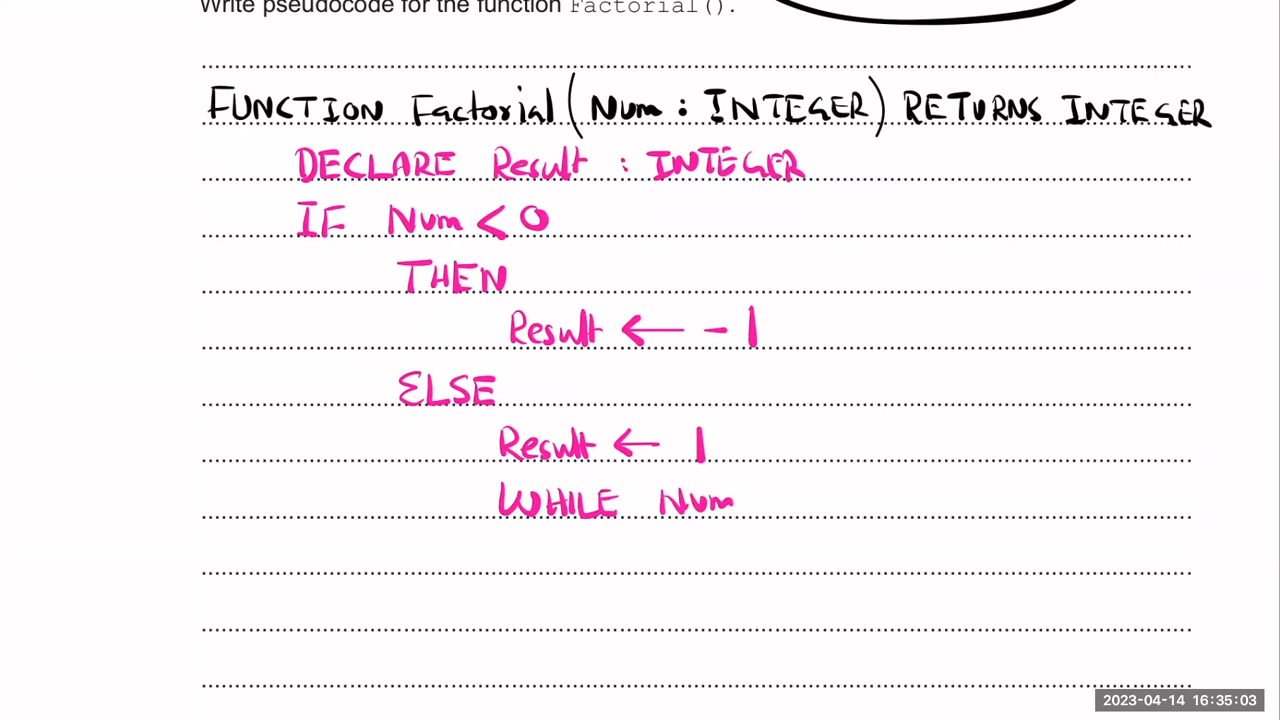 Write pseudocode for the function Factorial().
FUNCTION Factorial (Num : INTEGER) RETURNS INTEGER
DECLARE Result : INTEGER
IF Num < 0
THEN
Result ← - 1
ELSE
Result ← 1
WHILE Num
2023-04-14 16:35:03